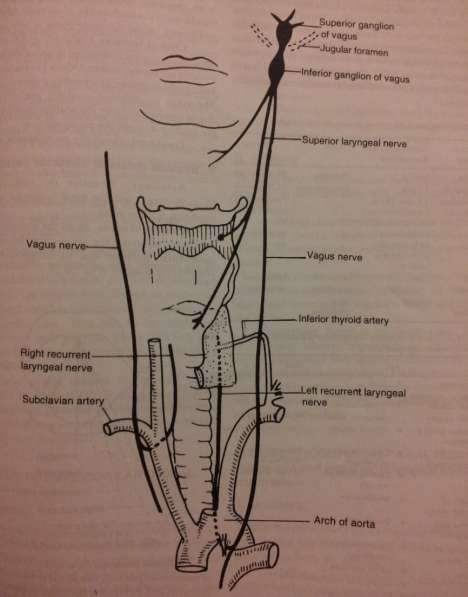 Superior ganglion
of vagus
Jugular foramen
Inferior ganglion of vagus
Superior laryngeal nerve
Vagus nerve
Vagus nerve
Inferior thyroid artery
Right recurrent
laryngeal nerve
Subclavian artery
Left recurrent laryngeal
nerve
Arch of aorta